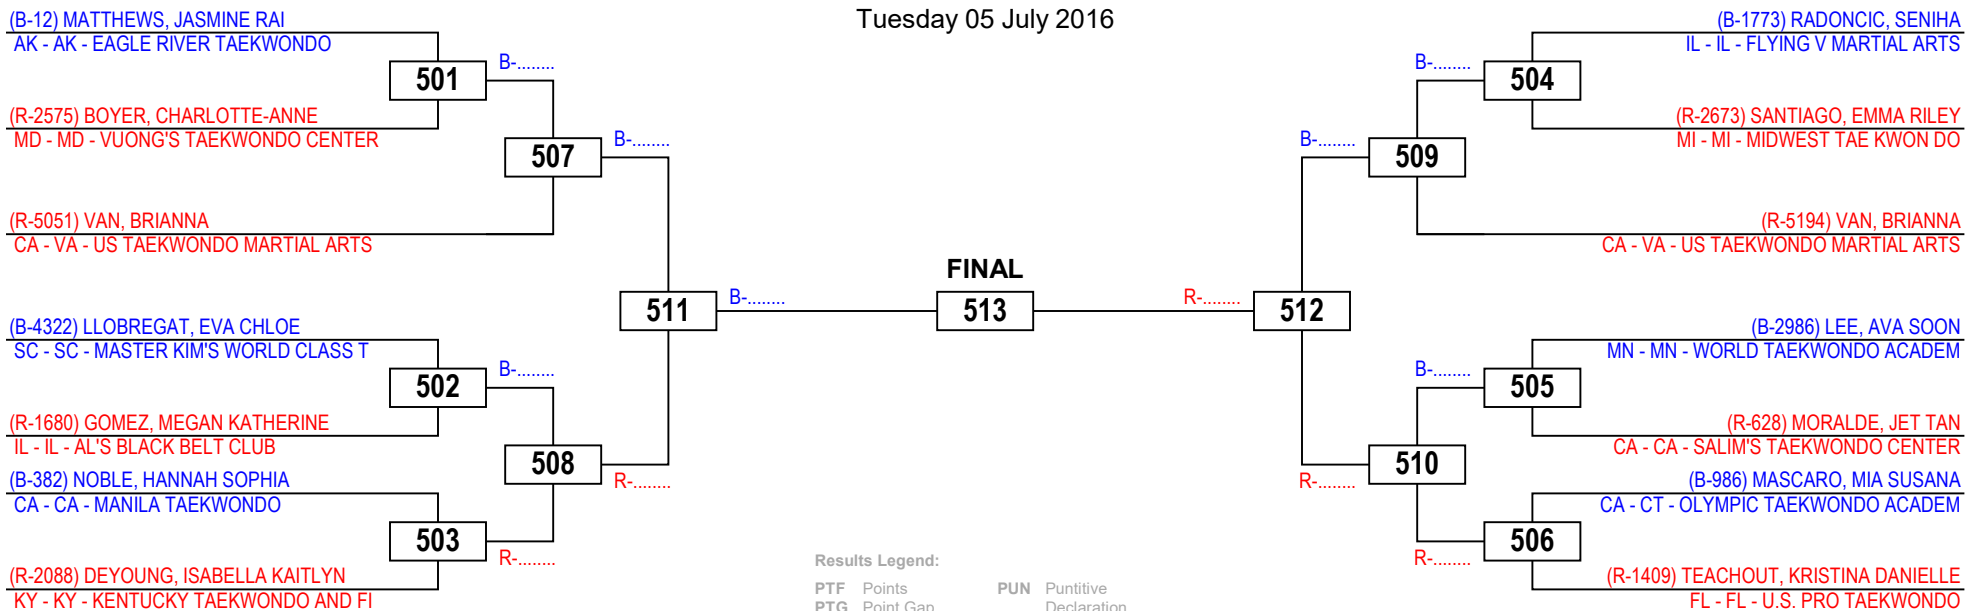 Tuesday 05 July 2016
(B-12) MATTHEWS, JASMINE RAI
AK - AK - EAGLE RIVER TAEKWONDO
501
B-........
(R-2575) BOYER, CHARLOTTE-ANNE
MD - MD - VUONG'S TAEKWONDO CENTER
507
B-........
(R-5051) VAN, BRIANNA
CA - VA - US TAEKWONDO MARTIAL ARTS
511
B-........
(B-4322) LLOBREGAT, EVA CHLOE
SC - SC - MASTER KIM'S WORLD CLASS T
502
B-........
(R-1680) GOMEZ, MEGAN KATHERINE
IL - IL - AL'S BLACK BELT CLUB
508
R-........
(B-382) NOBLE, HANNAH SOPHIA
CA - CA - MANILA TAEKWONDO
503
R-........
(R-2088) DEYOUNG, ISABELLA KAITLYN
KY - KY - KENTUCKY TAEKWONDO AND FI
FINAL
513
(B-1773) RADONCIC, SENIHA
IL - IL - FLYING V MARTIAL ARTS
B-........
504
(R-2673) SANTIAGO, EMMA RILEY
MI - MI - MIDWEST TAE KWON DO
B-........
509
(R-5194) VAN, BRIANNA
CA - VA - US TAEKWONDO MARTIAL ARTS
R-........
512
(B-2986) LEE, AVA SOON
MN - MN - WORLD TAEKWONDO ACADEM
B-........
505
(R-628) MORALDE, JET TAN
CA - CA - SALIM'S TAEKWONDO CENTER
R-........
510
(B-986) MASCARO, MIA SUSANA
CA - CT - OLYMPIC TAEKWONDO ACADEM
R-........
506
(R-1409) TEACHOUT, KRISTINA DANIELLE
FL - FL - U.S. PRO TAEKWONDO
Results Legend:
PTF Points PUN Puntitive
PTG Point Gap Declaration